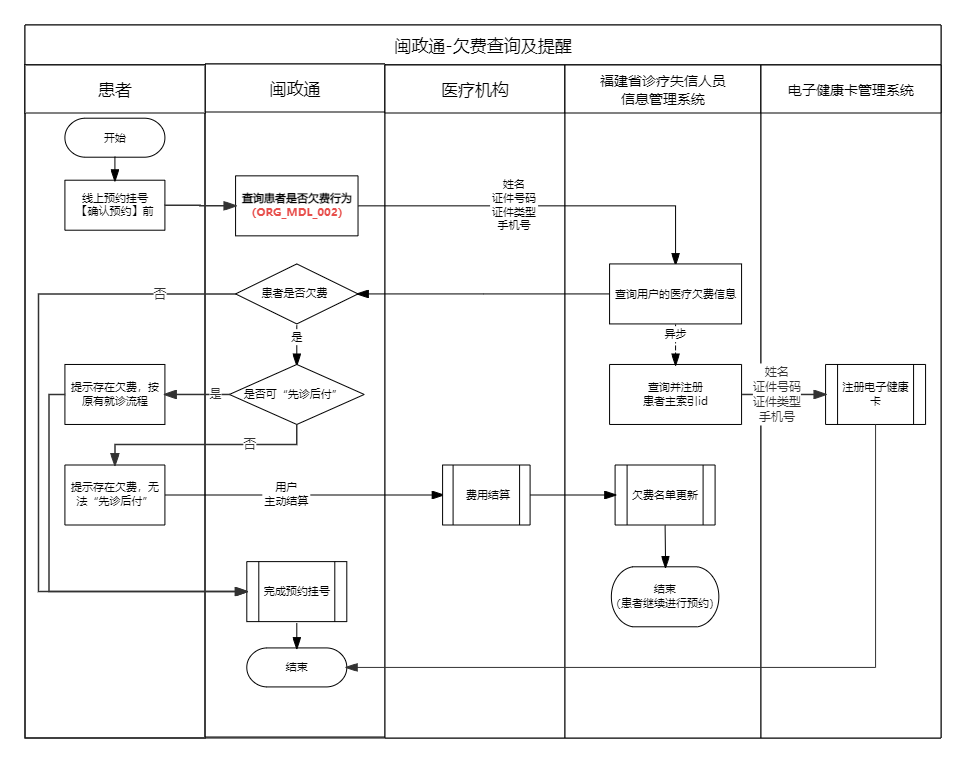 闽政通-欠费查询及提醒
患者
闽政通
医疗机构
福建省诊疗失信人员
信息管理系统
电子健康卡管理系统
开始
线上预约挂号
【确认预约】前
查询患者是否欠费行为
(ORG_MDL_002)
姓名
证件号码
证件类型
手机号
查询用户的医疗欠费信息
患者是否欠费
否
是
异步
提示存在欠费，按
原有就诊流程
是
是否可“先诊后付”
查询并注册
患者主索引id
姓名
证件号码
证件类型
手机号
注册电子健康
卡
否
提示存在欠费，无
法“先诊后付”
用户
主动结算
费用结算
欠费名单更新
完成预约挂号
结束
(患者继续进行预约)
结束